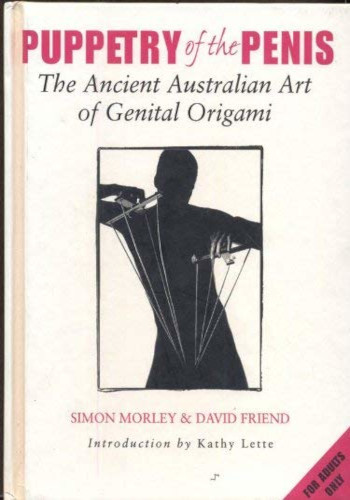 PUPPETRY of the PENIS
The Ancient Australian Art
of Genital Origami
SIMON MORLEY & DAVID FRIEND
Introduction by Kathy Lette
FOR ADULTS
ONLY